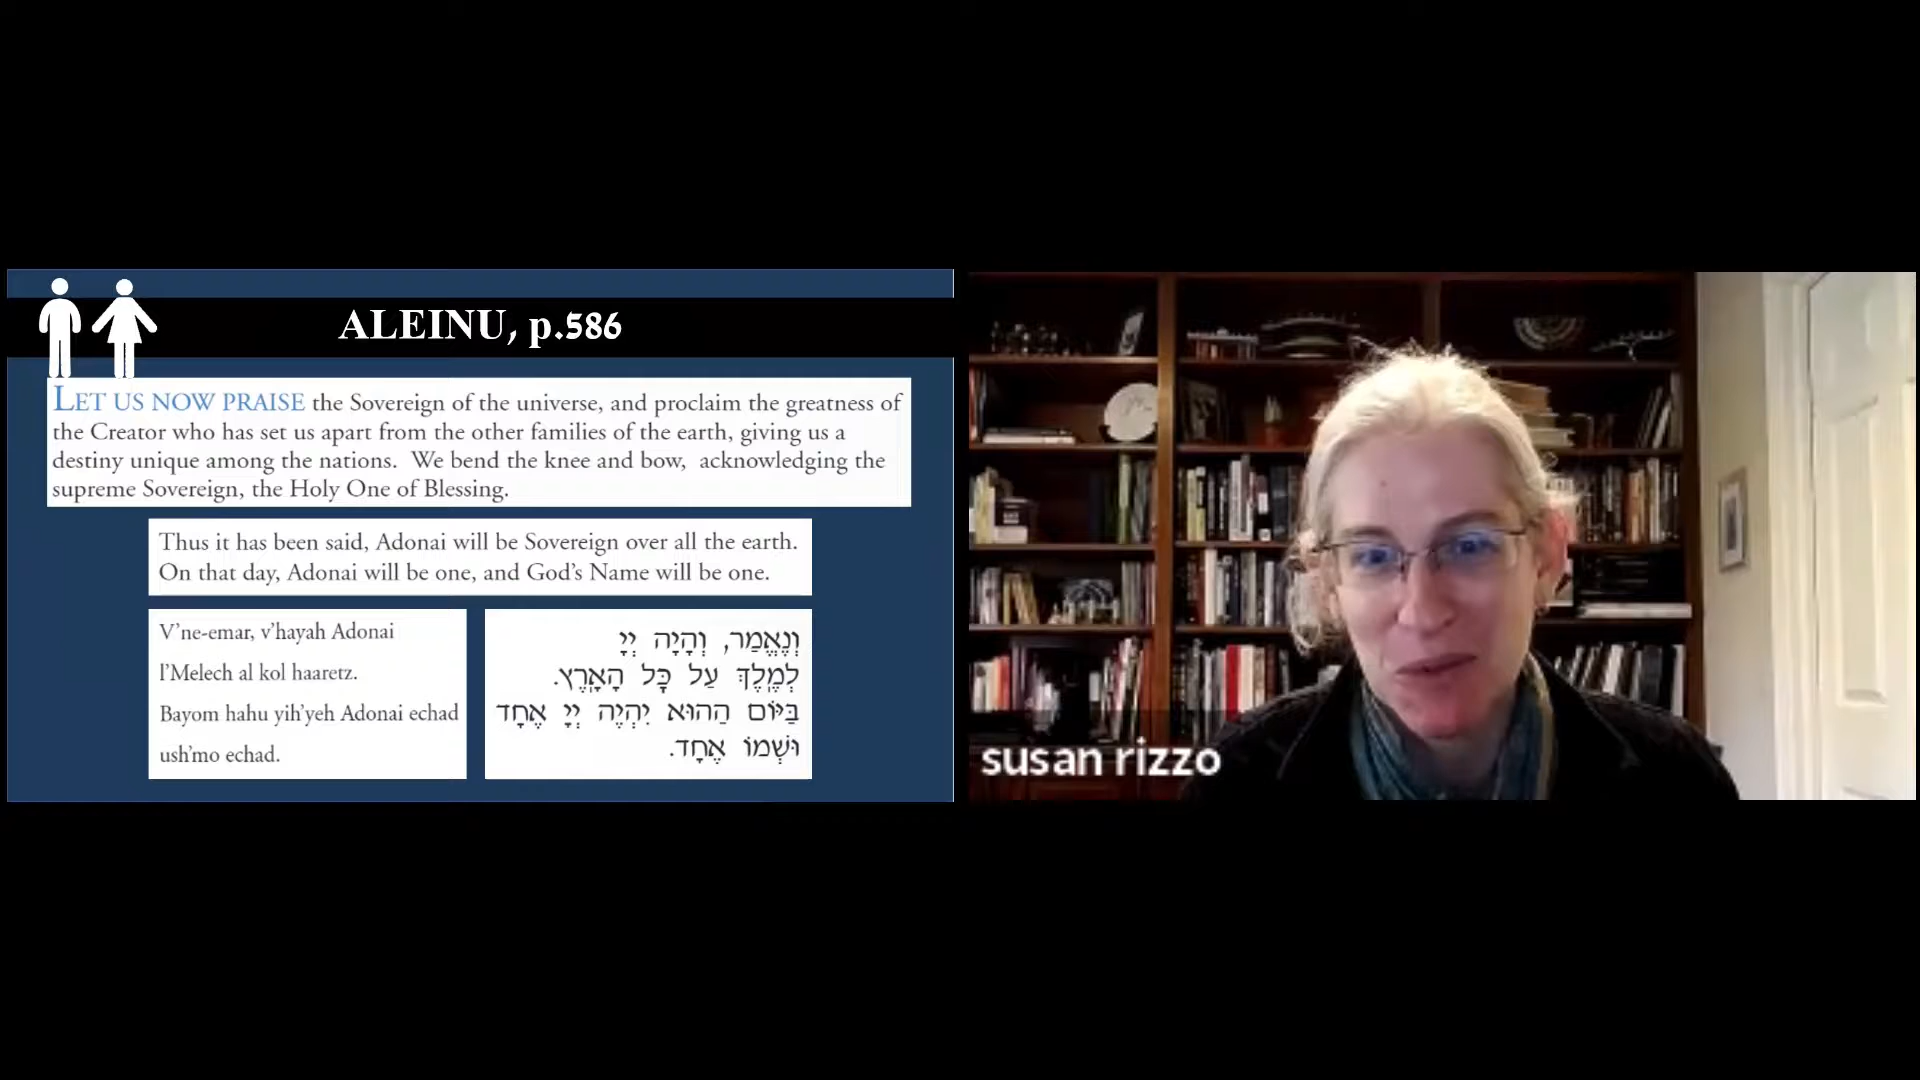 ALEINU, p.586
LET US NOW PRAISE the Sovereign of the universe, and proclaim the greatness of
the Creator who has set us apart from the other families of the earth, giving us a
destiny unique among the nations. We bend the knee and bow, acknowledging the
supreme Sovereign, the Holy One of Blessing.
Thus it has been said, Adonai will be Sovereign over all the earth.
On that day, Adonai will be one, and God's Name will be one.
V'ne-emar, v'hayah Adonai
l'Melech al kol haaretz.
Bayom hahu yih'yeh Adonai echad
ush'mo echad.
וְנֶאֱמַר, וְהָיָה יְיָ
לְמֶֽלֶךְ עַל כָּל הָאָֽרֶץ.
בַּיּוֹם הַהוּא יִהְיֶה יְיָ אֶחָד
וּשְׁמוֹ אֶחָד.
susan rizzo